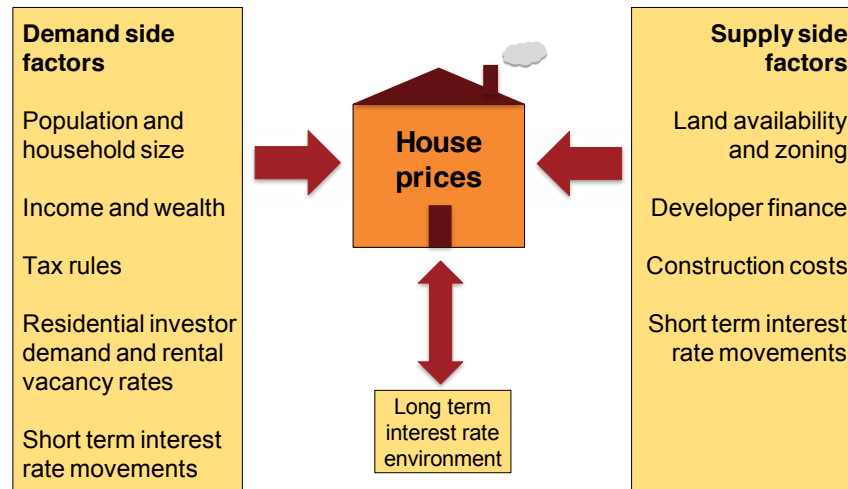 Demand side
factors
Population and
household size
Income and wealth
Tax rules
Residential investor
demand and rental
vacancy rates
Short term interest
rate movements
House
prices
Long term
interest rate
environment
Supply side
factors
Land availability
and zoning
Developer finance
Construction costs
Short term interest
rate movements